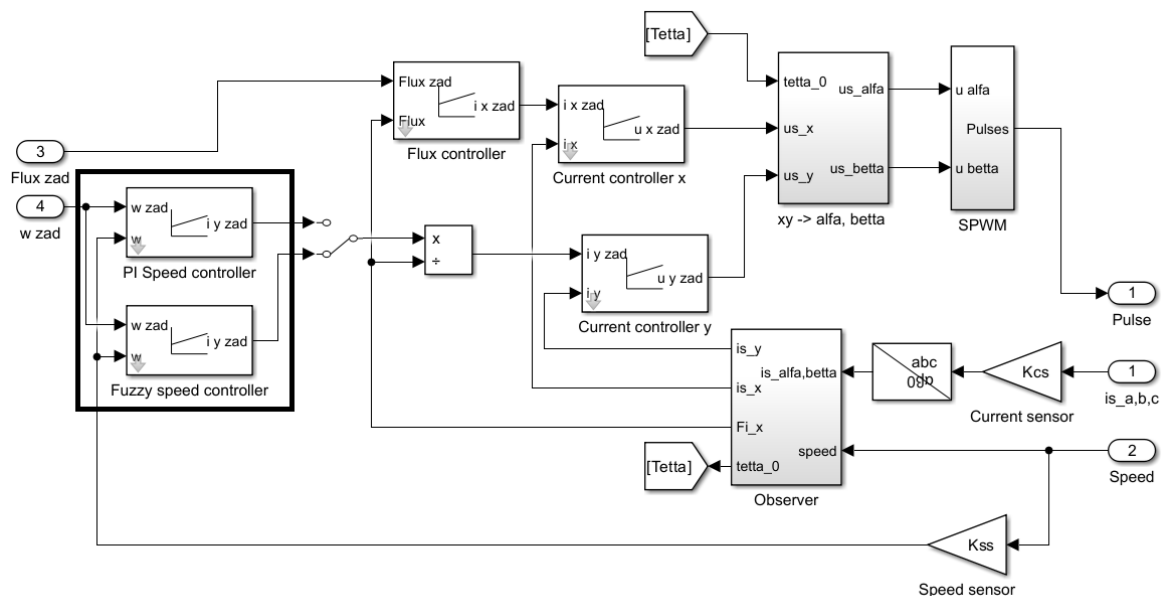 [Tetta]
Flux zad
Flux
i x zad
Flux controller
i x zad
i x
u x zad
Current controller x
tetta_0
us_x
us_y
us_alfa
us_betta
xy -> alfa, betta
u alfa
u betta
Pulses
SPWM
3
Flux zad
4
w zad
w zad
w
i y zad
PI Speed controller
w zad
w
i y zad
Fuzzy speed controller
x
÷
i y zad
i y
u y zad
Current controller y
1
Pulse
is_y
is_x
Fi_x
tetta_0
is_alfa,betta
speed
Observer
abc
dq0
Kcs
Current sensor
1
is_a,b,c
2
Speed
[Tetta]
Kss
Speed sensor